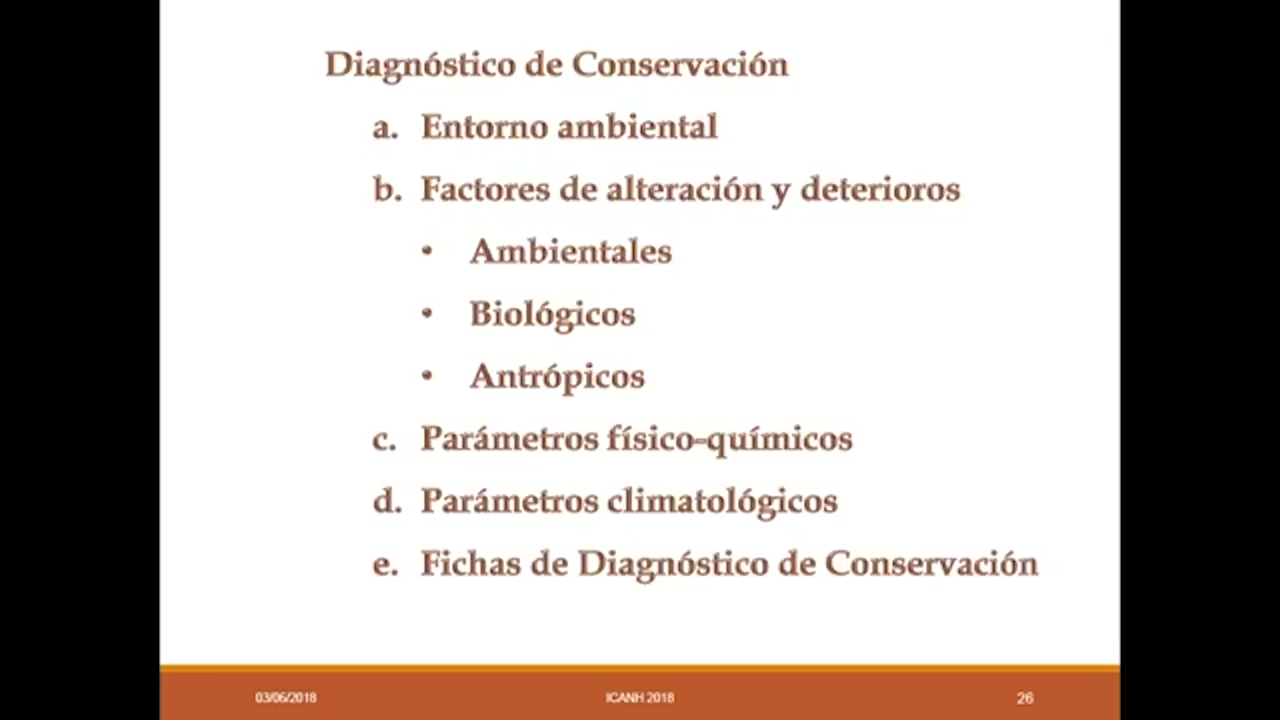 Diagnóstico de Conservación
a. Entorno ambiental
b. Factores de alteración y deterioros
• Ambientales
• Biológicos
• Antrópicos
c. Parámetros físico-químicos
d. Parámetros climatológicos
e. Fichas de Diagnóstico de Conservación
03/06/2018 ICANH 2018 26